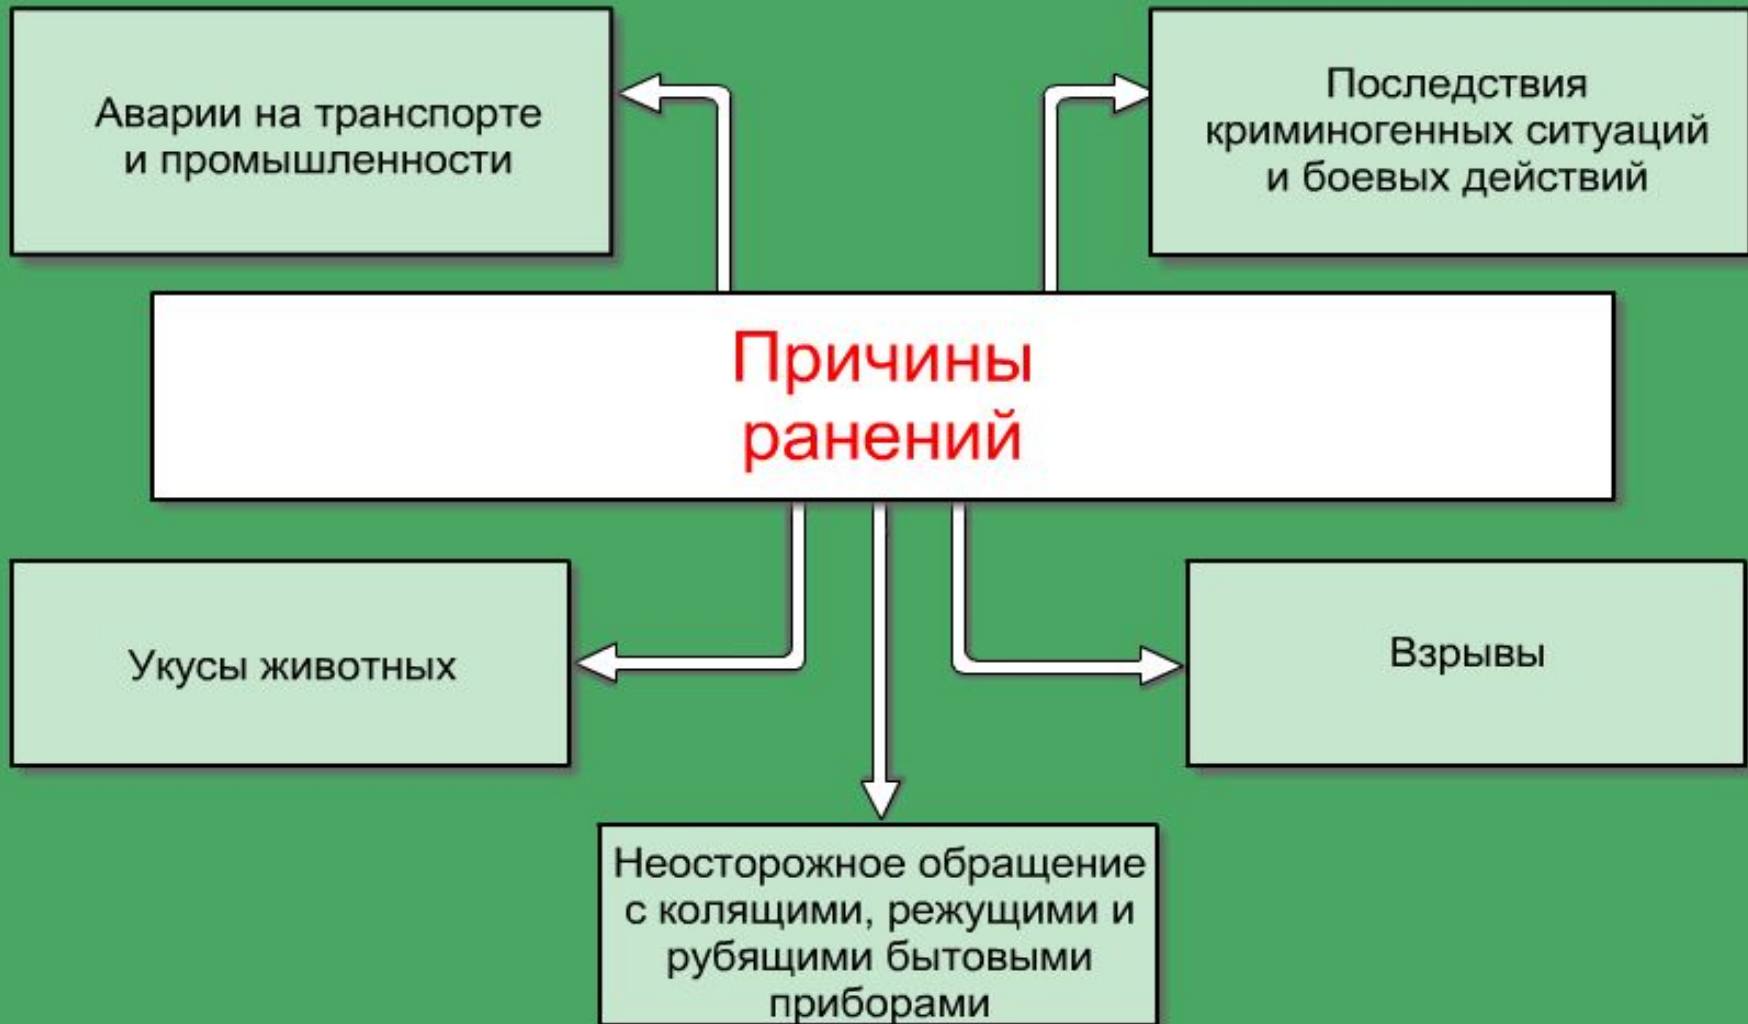 Аварии на транспорте
и промышленности
Последствия
криминогенных ситуаций
и боевых действий
Причины
ранений
Укусы животных
Взрывы
Неосторожное обращение
с колящими, режущими и
рубящими бытовыми
приборами